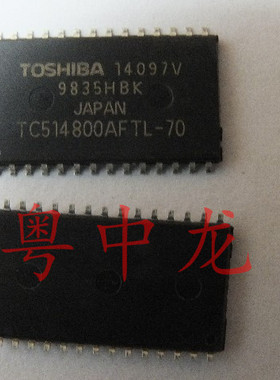 TOSHIBA 14097V
9835HBK
JAPAN
TC514800AFTL-70
粤中龙